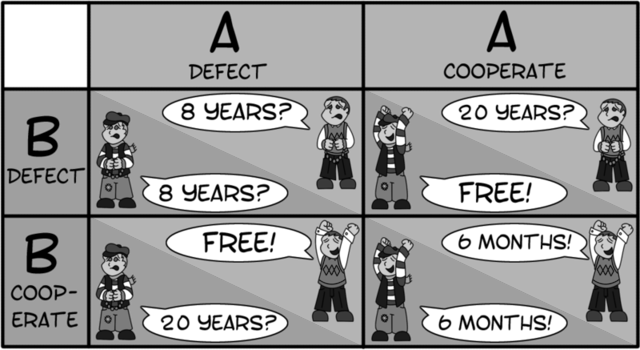 A
DEFECT
A
COOPERATE
B
DEFECT
8 YEARS?
8 YEARS?
20 YEARS?
FREE!
B
COOP-
ERATE
FREE!
20 YEARS?
6 MONTHS!
6 MONTHS!